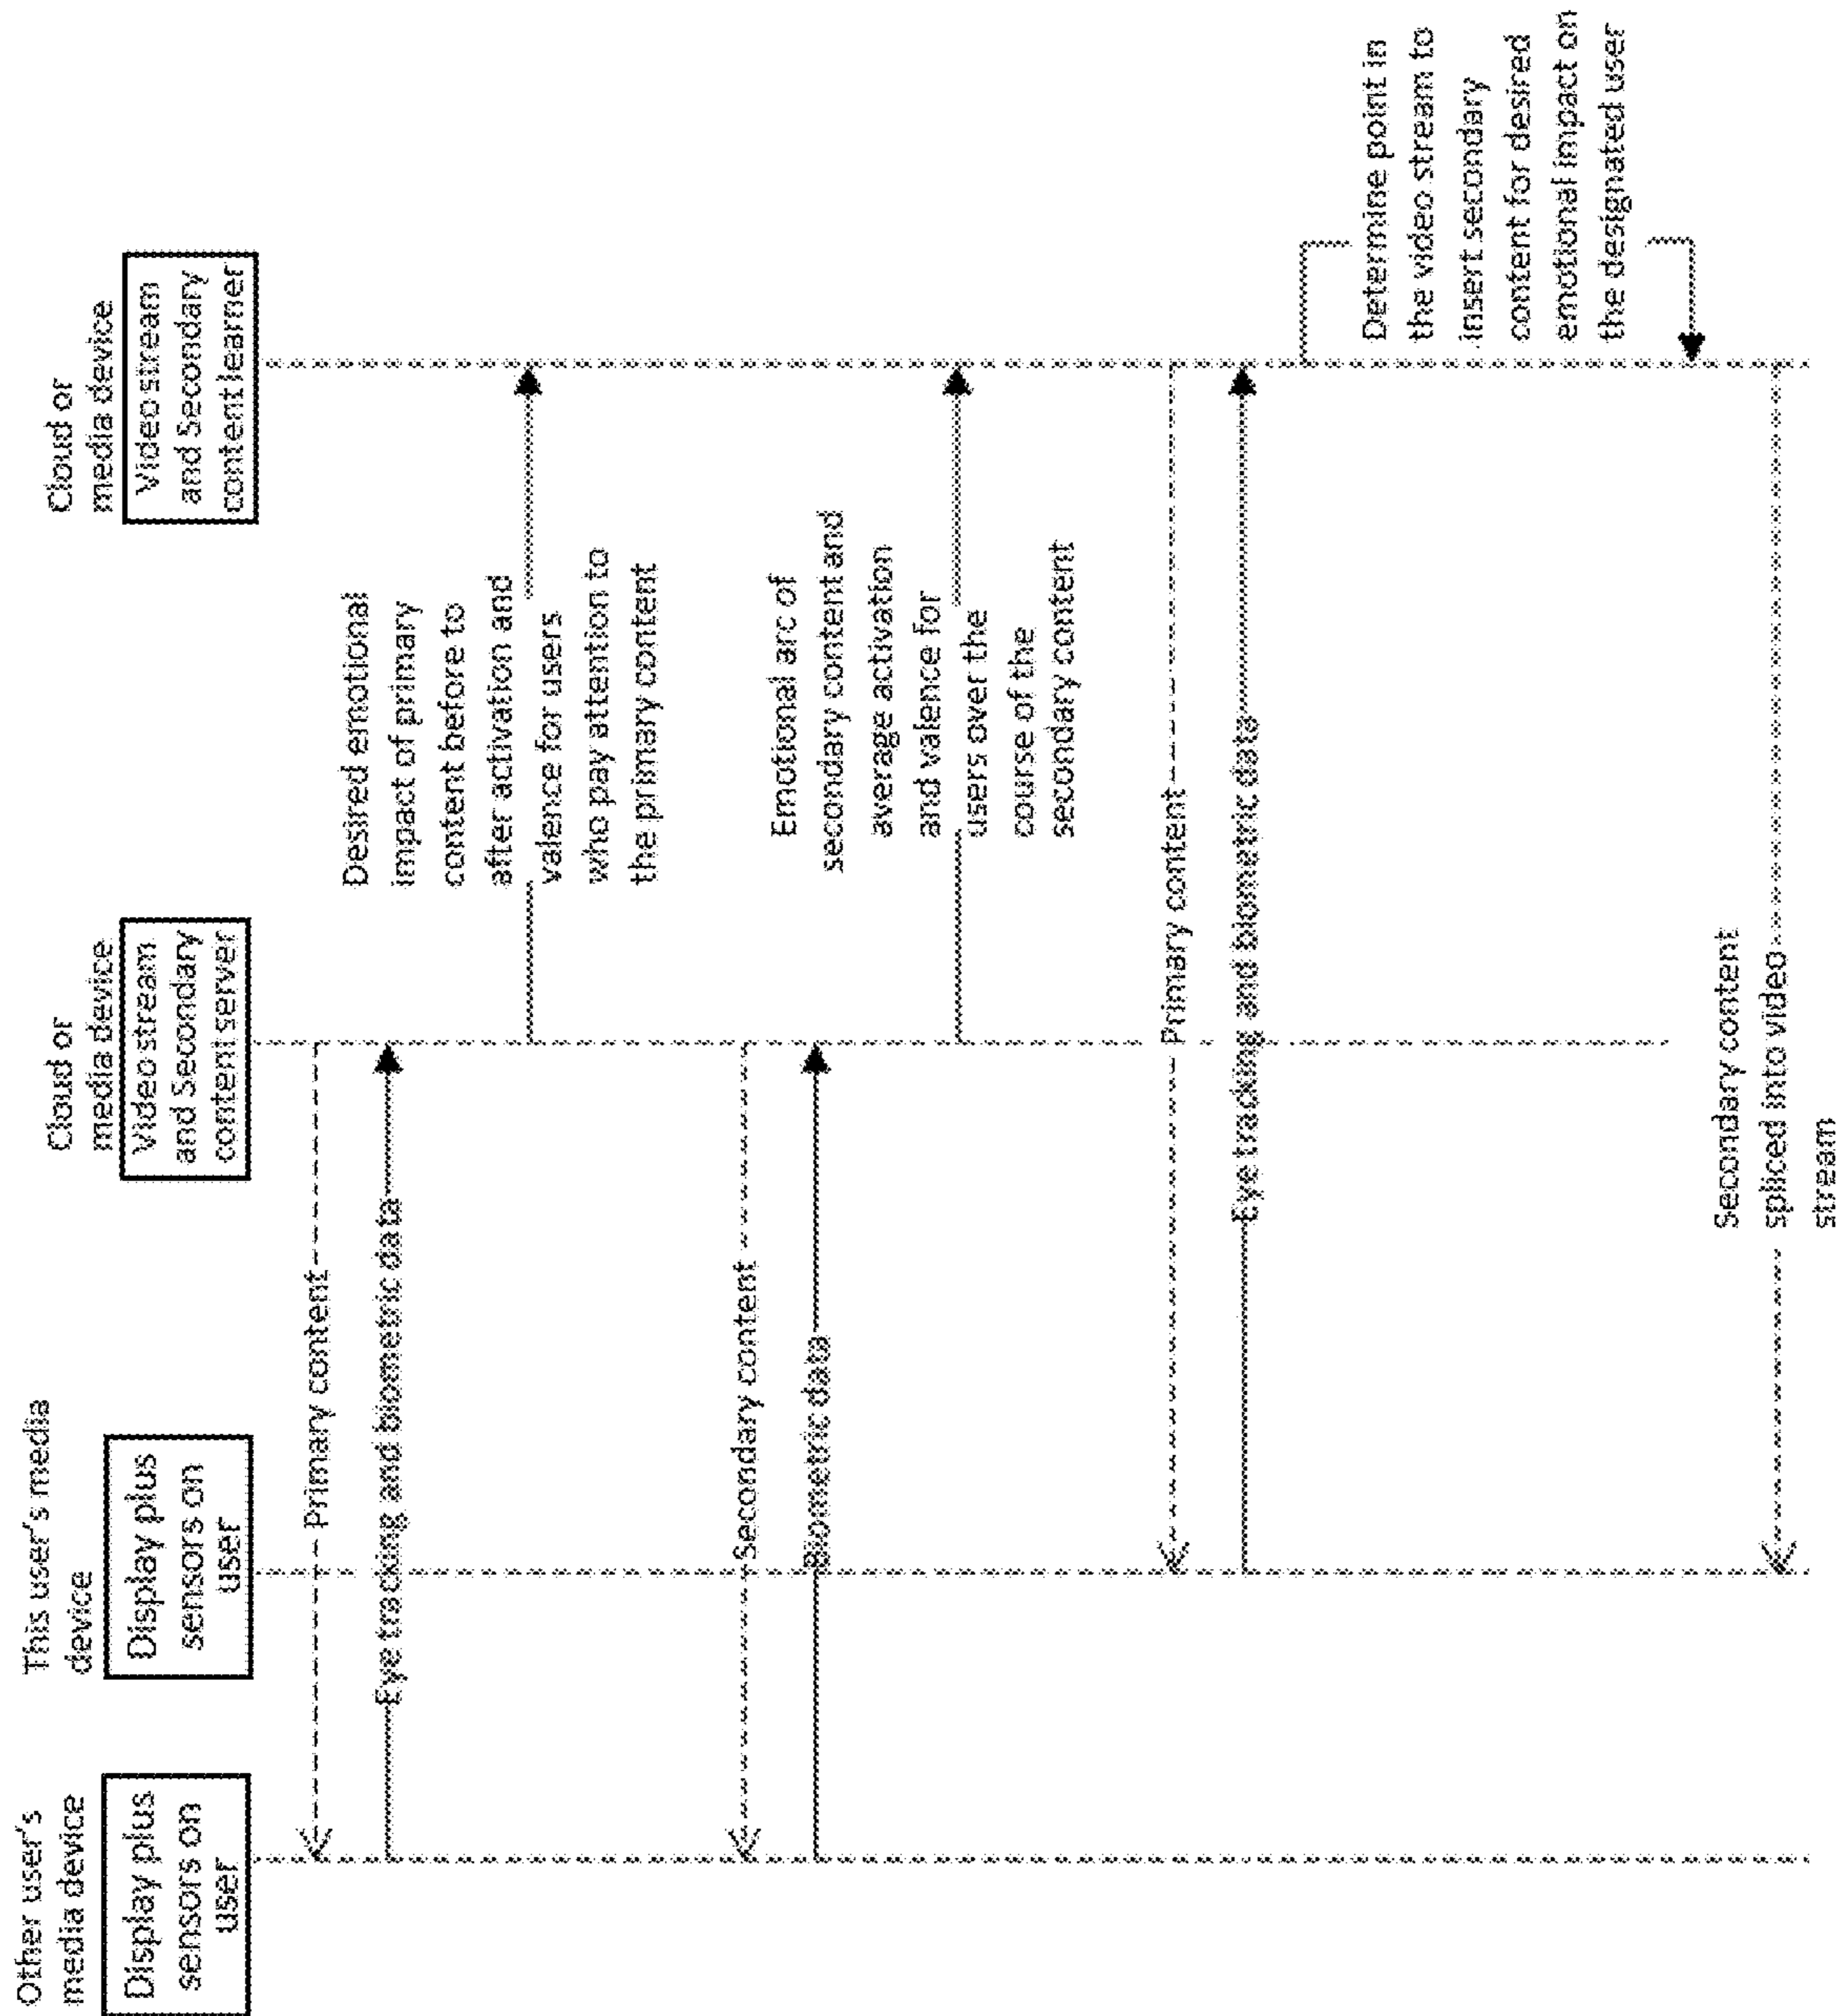 Other user's
media device
Display plus
sensors on
user
This user's media
device
Display plus
sensors on
user
Cloud or
media device
Video stream
and Secondary
content server
Cloud or
media device
Video stream
and Secondary
content learner
Primary content
Eye tracking and biometric data
Desired emotional
impact of primary
content before to
after activation and
valence for users
who pay attention to
the primary content
Secondary content
Biometric data
Emotional arc of
secondary content and
average activation
and valence for
users over the
course of the
secondary content
Primary content
Eye tracking and biometric data
Determine point in
the video stream to
insert secondary
content for desired
emotional impact on
the designated user
Secondary content
spliced into video
stream